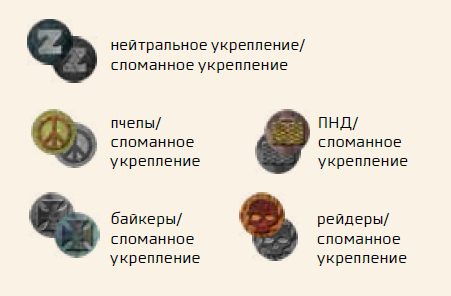 нейтральное укрепление/
сломанное укрепление
пчелы/
сломанное
укрепление
ПНД/
сломанное
укрепление
байкеры/
сломанное
укрепление
рейдеры/
сломанное
укрепление